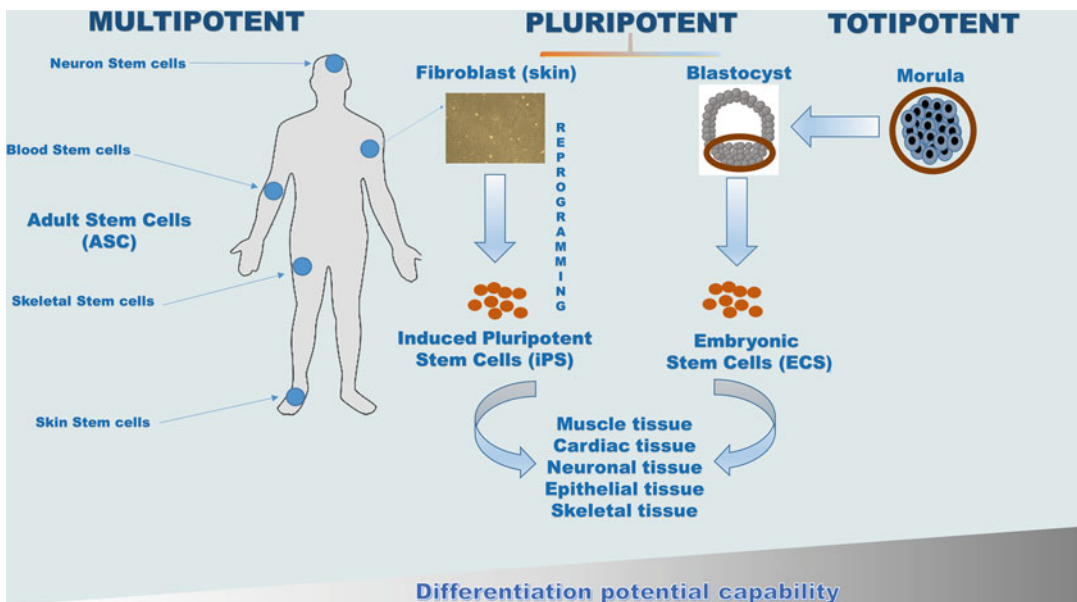 MULTIPOTENT
PLURIPOTENT
TOTIPOTENT
Neuron Stem cells
Blood Stem cells
Adult Stem Cells
(ASC)
Skeletal Stem cells
Skin Stem cells
Fibroblast (skin)
REPROGRAMMING
Induced Pluripotent
Stem Cells (iPS)
Blastocyst
Morula
Embryonic
Stem Cells (ECS)
Muscle tissue
Cardiac tissue
Neuronal tissue
Epithelial tissue
Skeletal tissue
Differentiation potential capability